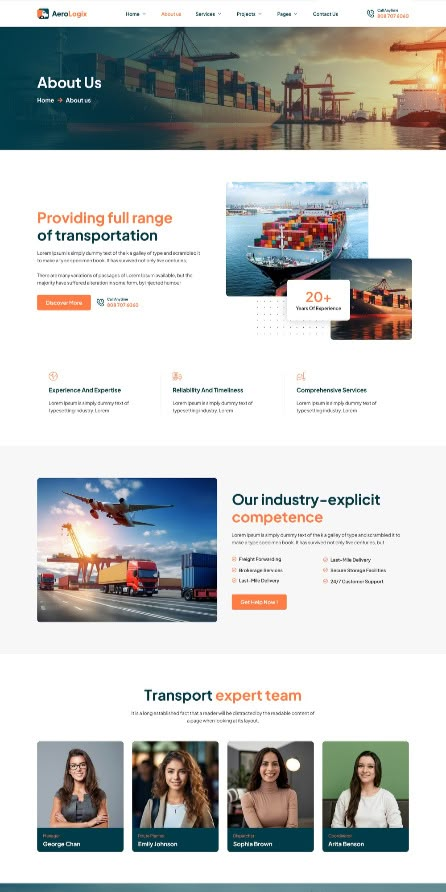 AeroLogix
Home
About us
Services
Projects
Pages
Contact Us
Call Anytime
808 707 6060
About Us
Home → About us
Providing full range
of transportation
Lorem Ipsum is simply dummy text of the k a galley of type and scrambles it
to make a type specimen book. It has survived not only five centuries.
There are many variations of passages of Lorem Ipsum available, but the
majority have suffered alteration in some form, by injected humour
Discover More
Call Anytime
808 707 6060
20+
Years Of Experience
Experience And Expertise
Lorem Ipsum is simply dummy text of
typesetting industry. Lorem
Reliability And Timeliness
Lorem Ipsum is simply dummy text of
typesetting industry. Lorem
Comprehensive Services
Lorem Ipsum is simply dummy text of
typesetting industry. Lorem
Our industry-explicit
competence
Lorem Ipsum is simply dummy text of the k a galley of type and scrambled it to
make a type specimen book. It has survived not only five centuries, but
Freight Forwarding
Last-Mile Delivery
Brokerage Services
Secure Storage Facilities
Last-Mile Delivery
24/7 Customer Support
Get Help Now !
Transport expert team
It is a long established fact that a reader will be distracted by the readable content of
a page when looking at its layout.
Manager
George Chan
Emily Johnson
Dispatcher
Sophia Brown
Coordinator
Arita Benson